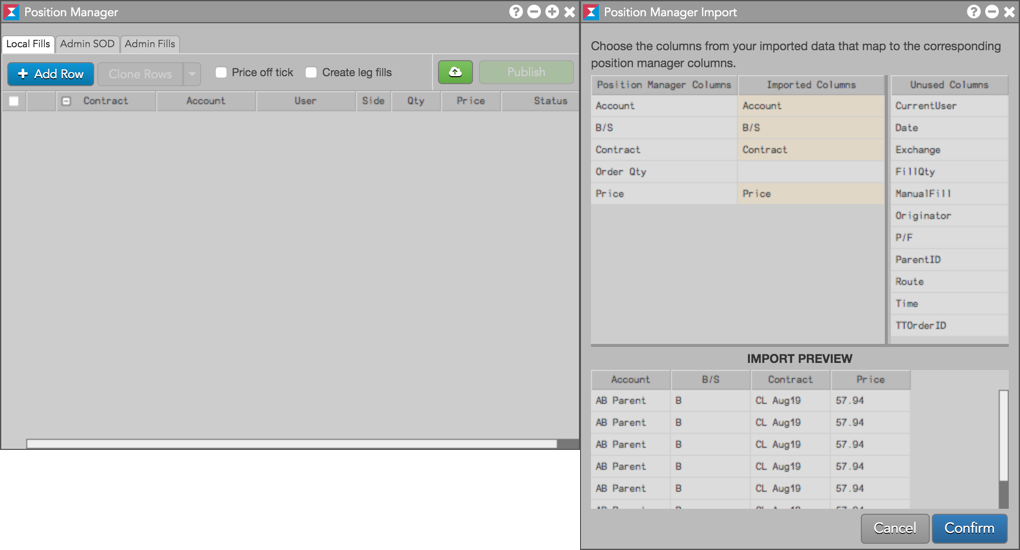 Position Manager
Local Fills Admin SOD Admin Fills
+ Add Row Clone Rows Price off tick Create leg fills Publish
Contract Account User Side Qty Price Status
Position Manager Import
Choose the columns from your imported data that map to the corresponding
position manager columns.
Position Manager Columns Imported Columns Unused Columns
Account Account CurrentUser
B/S B/S Date
Contract Contract Exchange
Order Qty FillQty
Price Price ManualFill
Originator
P/F
ParentID
Route
Time
TTOrderID
IMPORT PREVIEW
Account B/S Contract Price
AB Parent B CL Aug19 57.94
AB Parent B CL Aug19 57.94
AB Parent B CL Aug19 57.94
AB Parent B CL Aug19 57.94
AB Parent B CL Aug19 57.94
Cancel Confirm